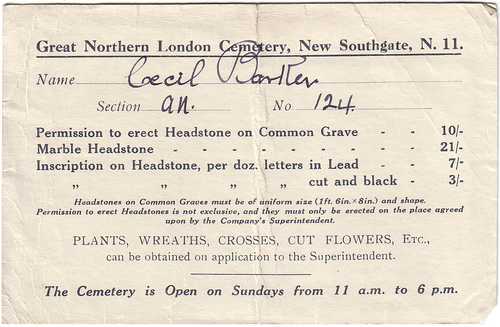 Great Northern London Cemetery, New Southgate, N. 11.
Name Cecil Barker
Section an. No 124.
Permission to erect Headstone on Common Grave - - 10/-
Marble Headstone - - - - - - - - 21/-
Inscription on Headstone, per doz. letters in Lead - 7/-
„ „ „ „ cut and black - 3/-
Headstones on Common Graves must be of uniform size (1ft. 6in. × 8in.) and shape.
Permission to erect Headstones is not exclusive, and they must only be erected on the place agreed
upon by the Company's Superintendent.
PLANTS, WREATHS, CROSSES, CUT FLOWERS, ETC.,
can be obtained on application to the Superintendent.
The Cemetery is Open on Sundays from 11 a.m. to 6 p.m.